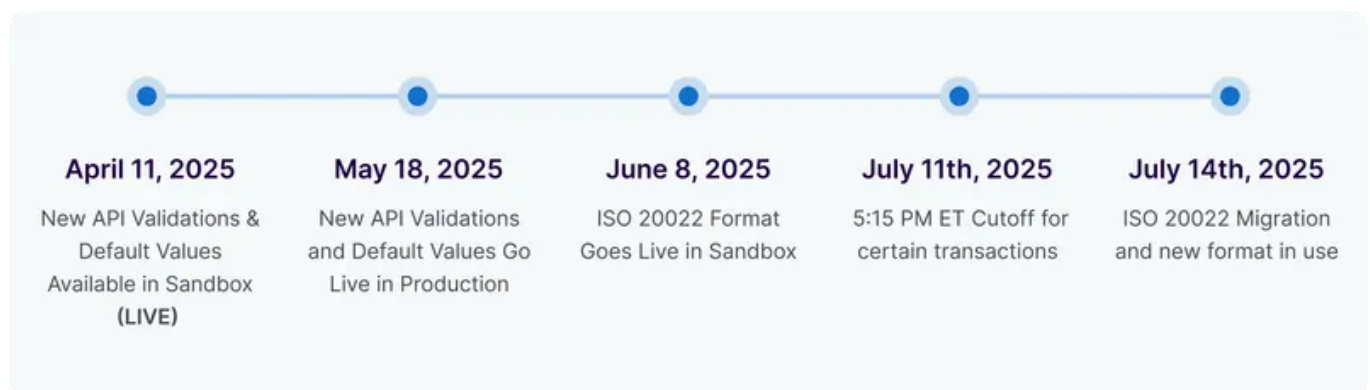 April 11, 2025
New API Validations &
Default Values
Available in Sandbox
(LIVE)
May 18, 2025
New API Validations
and Default Values Go
Live in Production
June 8, 2025
ISO 20022 Format
Goes Live in Sandbox
July 11th, 2025
5:15 PM ET Cutoff for
certain transactions
July 14th, 2025
ISO 20022 Migration
and new format in use